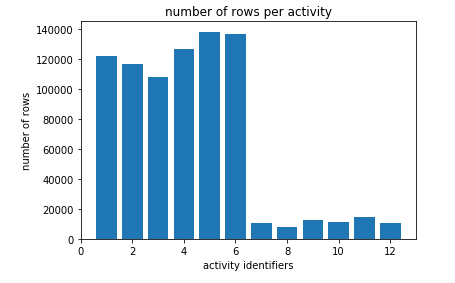 number of rows per activity
140000
120000
100000
80000
60000
40000
20000
0
number of rows
0 2 4 6 8 10 12
activity identifiers